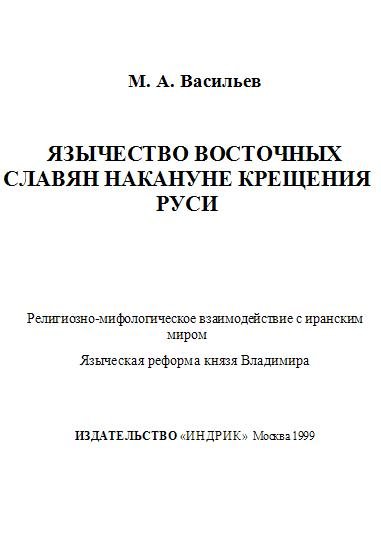 М. А. Васильев
ЯЗЫЧЕСТВО ВОСТОЧНЫХ
СЛАВЯН НАКАНУНЕ КРЕЩЕНИЯ
РУСИ
Религиозно-мифологическое взаимодействие с иранским
миром
Языческая реформа князя Владимира
ИЗДАТЕЛЬСТВО «ИНДРИК» Москва 1999